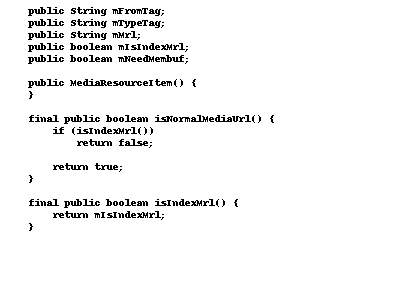 public String mFromTag;
public String mTypeTag;
public String mMrl;
public boolean mIsIndexMrl;
public boolean mNeedMembuf;
public MediaResourceItem() {
}
final public boolean isNormalMediaUrl() {
if (isIndexMrl())
return false;
return true;
}
final public boolean isIndexMrl() {
return mIsIndexMrl;
}